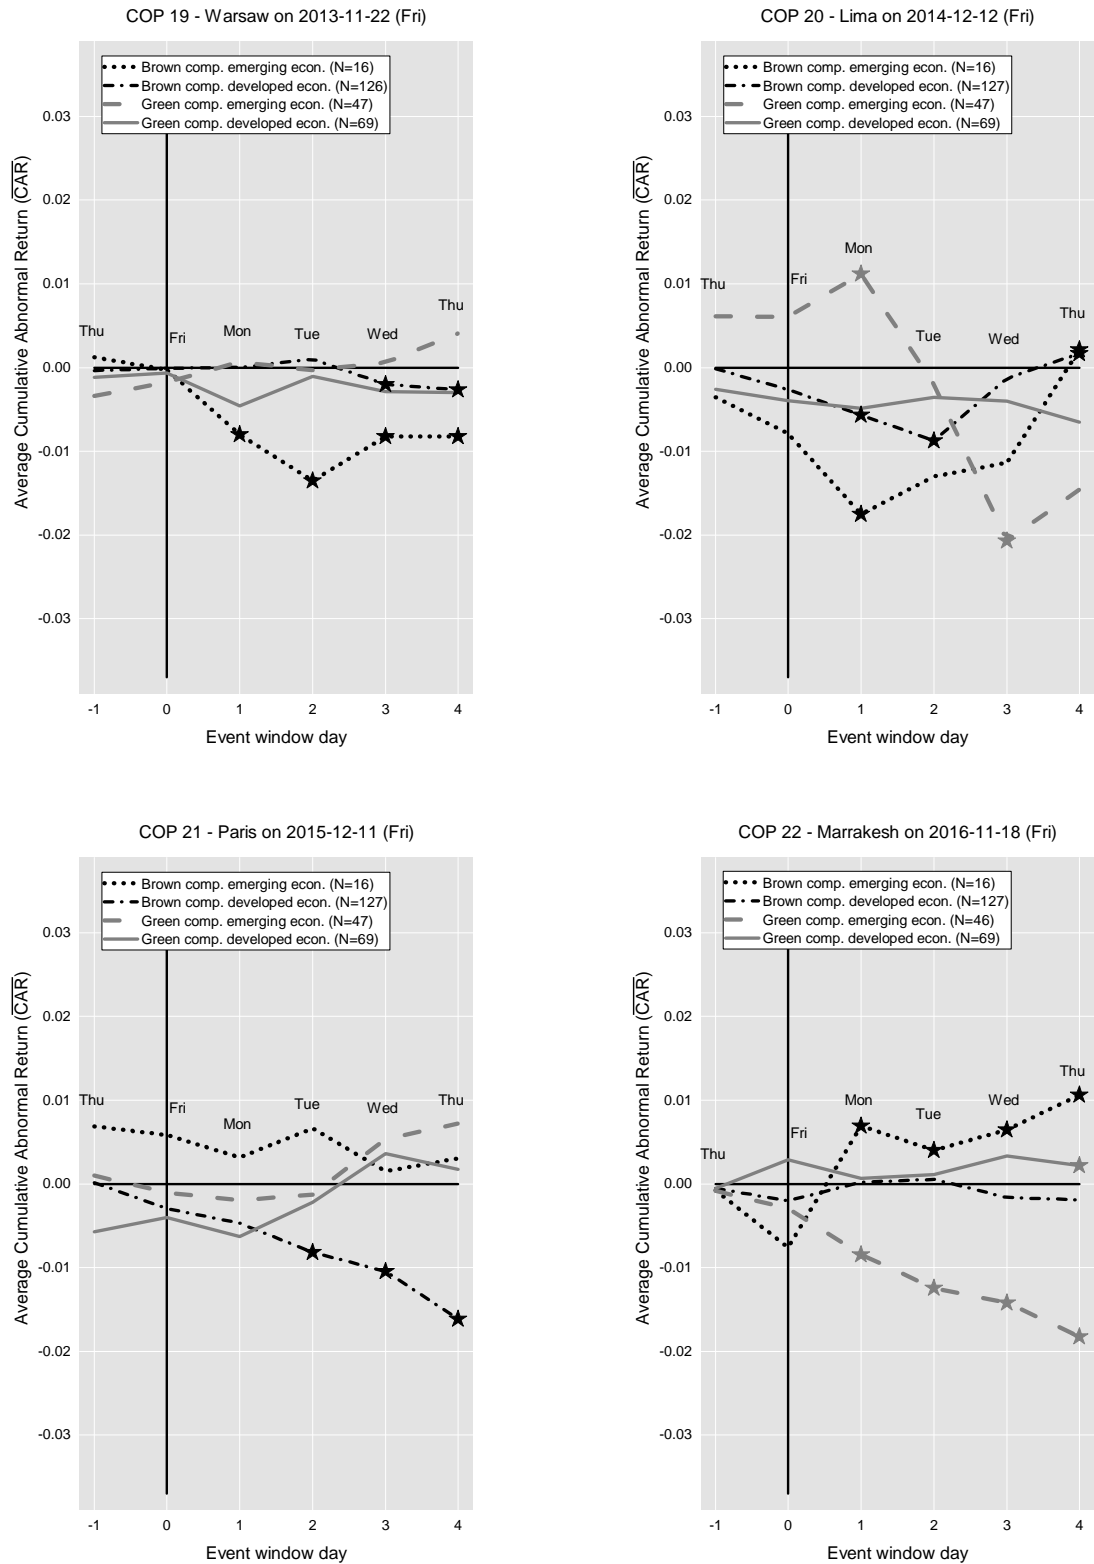 COP 19 - Warsaw on 2013-11-22 (Fri)
Brown comp. emerging econ. (N=16)
Brown comp. developed econ. (N=126)
Green comp. emerging econ. (N=47)
Green comp. developed econ. (N=69)
Average Cumulative Abnormal Return (CAR)
0.03
0.02
0.01
0.00
-0.01
-0.02
-0.03
Thu
Fri
Mon
Tue
Wed
Thu
-1 0 1 2 3 4
Event window day
COP 20 - Lima on 2014-12-12 (Fri)
Brown comp. emerging econ. (N=16)
Brown comp. developed econ. (N=127)
Green comp. emerging econ. (N=47)
Green comp. developed econ. (N=69)
Average Cumulative Abnormal Return (CAR)
0.03
0.02
0.01
0.00
-0.01
-0.02
-0.03
Thu
Fri
Mon
Tue
Wed
Thu
-1 0 1 2 3 4
Event window day
COP 21 - Paris on 2015-12-11 (Fri)
Brown comp. emerging econ. (N=16)
Brown comp. developed econ. (N=127)
Green comp. emerging econ. (N=47)
Green comp. developed econ. (N=69)
Average Cumulative Abnormal Return (CAR)
0.03
0.02
0.01
0.00
-0.01
-0.02
-0.03
Thu
Fri
Mon
Tue
Wed
Thu
-1 0 1 2 3 4
Event window day
COP 22 - Marrakesh on 2016-11-18 (Fri)
Brown comp. emerging econ. (N=16)
Brown comp. developed econ. (N=127)
Green comp. emerging econ. (N=46)
Green comp. developed econ. (N=69)
Average Cumulative Abnormal Return (CAR)
0.03
0.02
0.01
0.00
-0.01
-0.02
-0.03
Thu
Fri
Mon
Tue
Wed
Thu
-1 0 1 2 3 4
Event window day